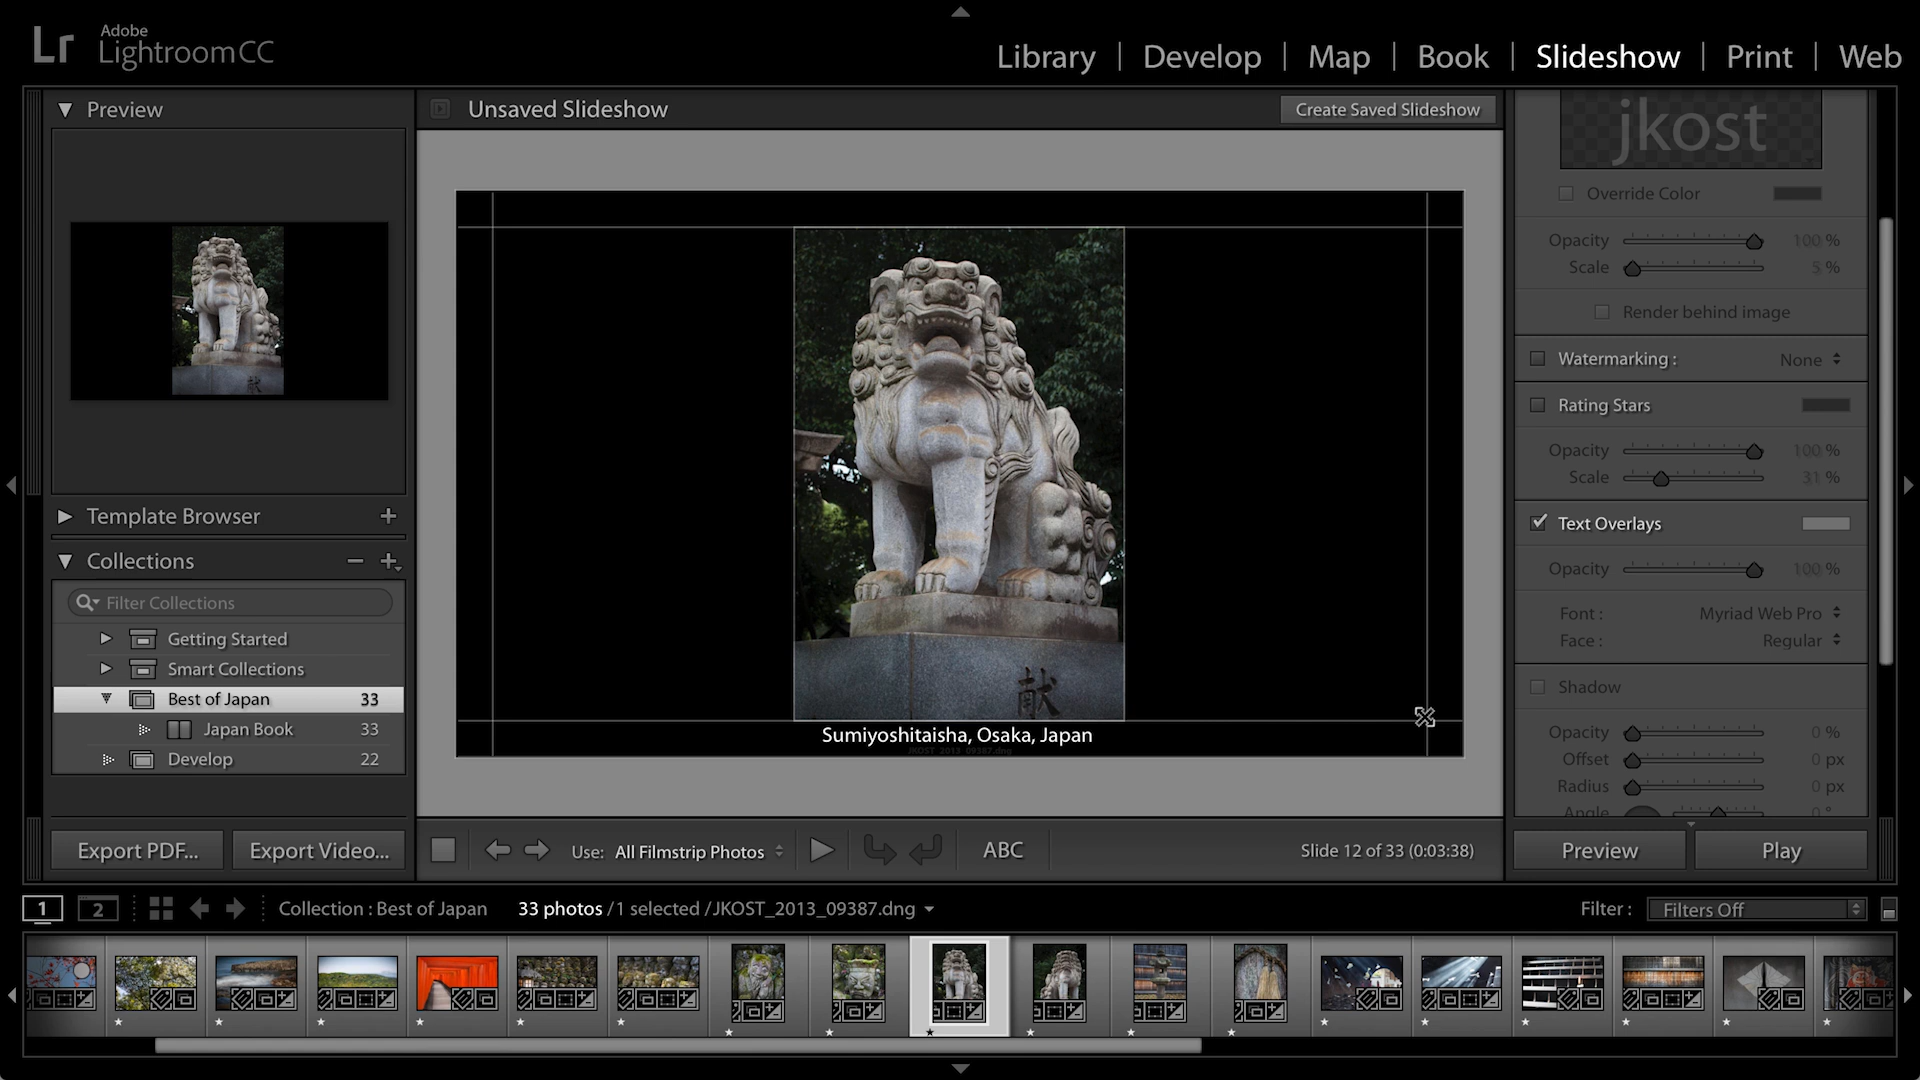 Lr Adobe
Lightroom CC
Library | Develop | Map | Book | Slideshow | Print | Web
Preview
Unsaved Slideshow
Create Saved Slideshow
jkost
Override Color
Opacity 100 %
Scale 5 %
Render behind image
Watermarking : None
Rating Stars
Opacity 100 %
Scale 31 %
Text Overlays
Opacity 100 %
Font : Myriad Web Pro
Face : Regular
Shadow
Opacity 0 %
Offset 0 px
Radius 0 px
Angle 0 °
Template Browser
Collections
Filter Collections
Getting Started
Smart Collections
Best of Japan 33
Japan Book 33
Develop 22
献
Sumiyoshitaisha, Osaka, Japan
JKOST_2013_09387.dng
Export PDF...
Export Video...
Use: All Filmstrip Photos
ABC
Slide 12 of 33 (0:03:38)
Preview
Play
1
2
Collection : Best of Japan
33 photos / 1 selected / JKOST_2013_09387.dng
Filter : Filters Off